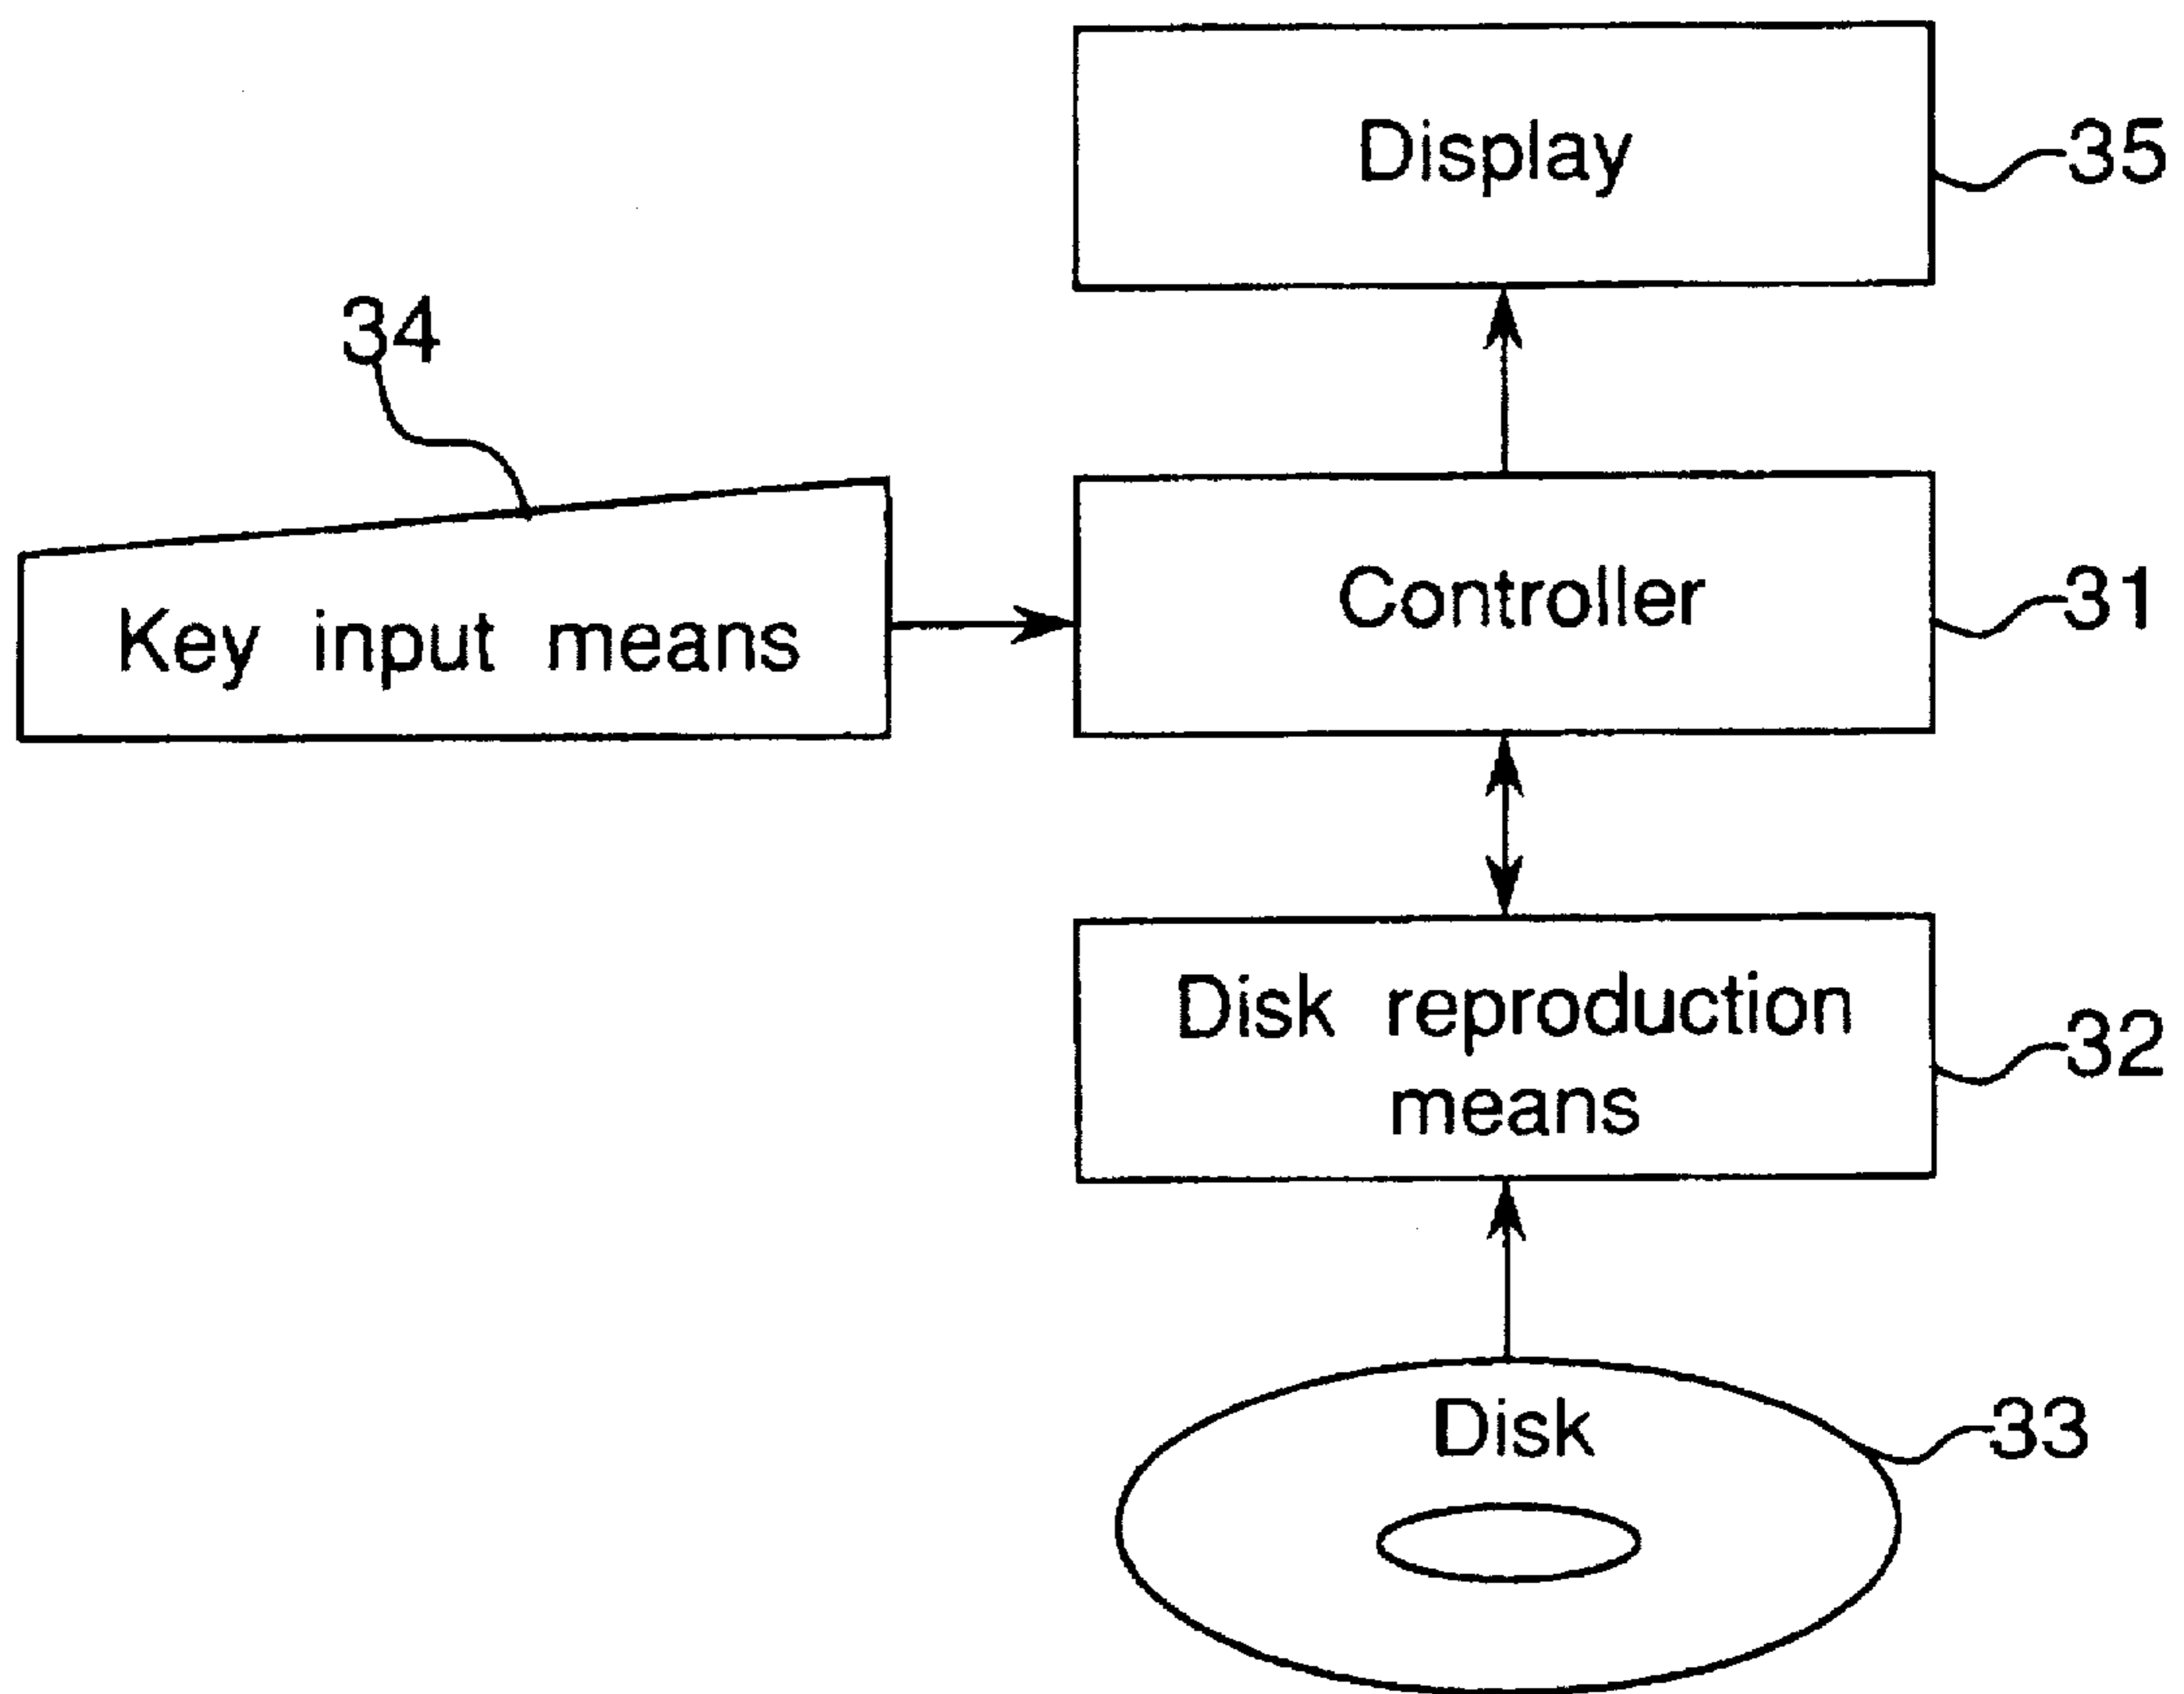 Display
35
34
Key input means
Controller
31
Disk reproduction
means
32
Disk
33